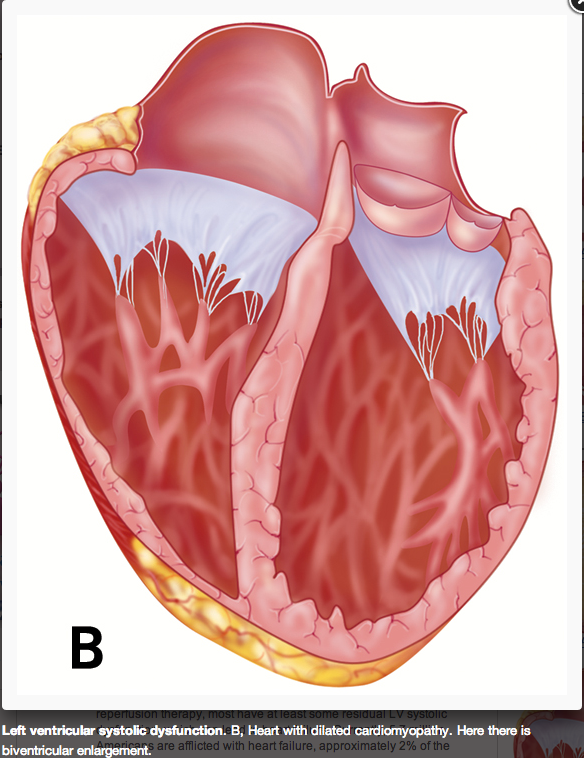 B
reperfusion therapy, most have at least some residual LV systolic
Left ventricular systolic dysfunction. B, Heart with dilated cardiomyopathy. Here there is
Americans are afflicted with heart failure, approximately 2% of the
biventricular enlargement.